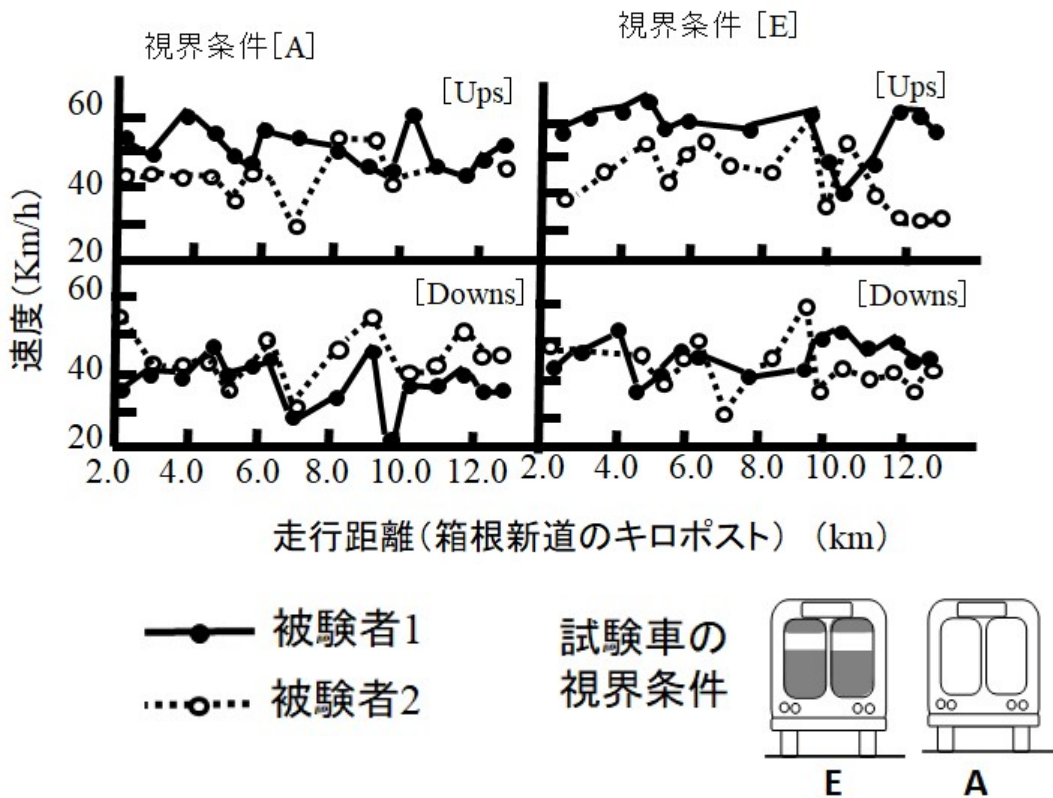 視界条件[A]
視界条件 [E]
[Ups]
[Ups]
60
40
20
[Downs]
[Downs]
60
40
20
速度(Km/h)
2.0 4.0 6.0 8.0 10.0 12.0 2.0 4.0 6.0 8.0 10.0 12.0
走行距離(箱根新道のキロポスト) (km)
被験者1
被験者2
試験車の
視界条件
E A